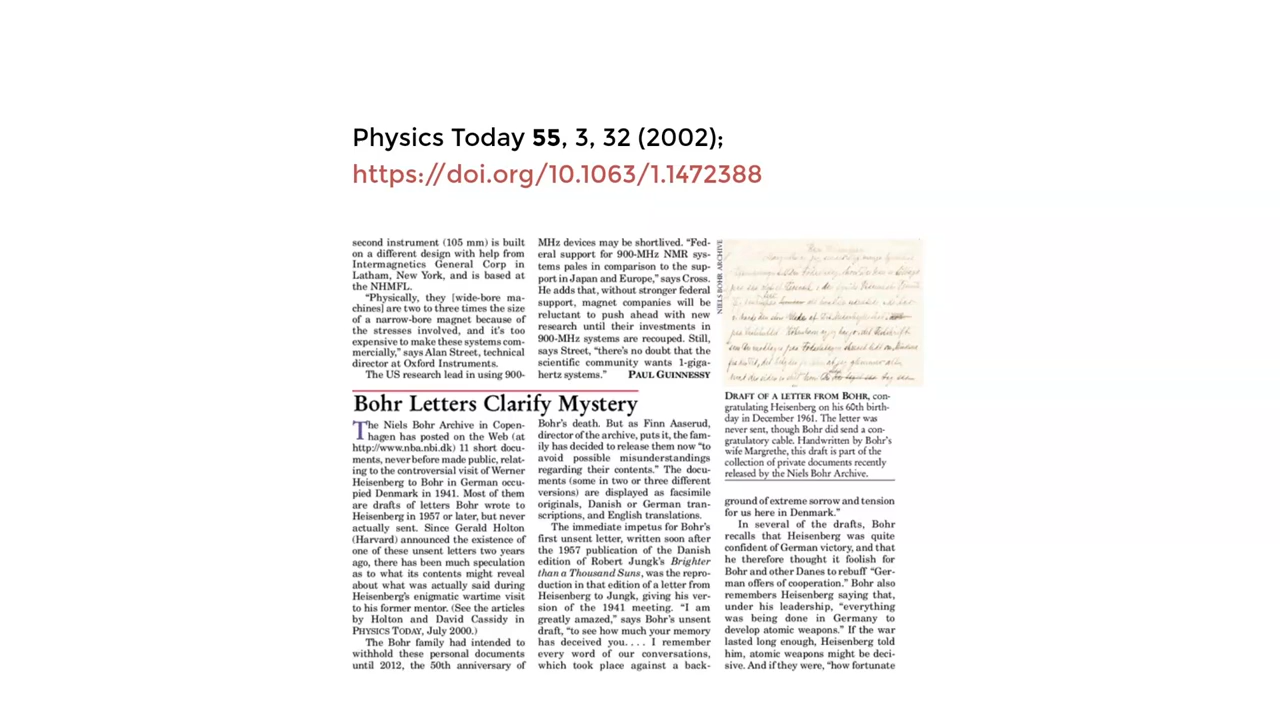 Physics Today 55, 3, 32 (2002);
https://doi.org/10.1063/1.1472388
second instrument (105 mm) is built
on a different design with help from
Intermagnetics General Corp in
Latham, New York, and is based at
the NHMFL.
“Physically, they [wide-bore ma-
chines] are two to three times the size
of a narrow-bore magnet because of
the stresses involved, and it's too
expensive to make these systems com-
mercially,” says Alan Street, technical
director at Oxford Instruments.
The US research lead in using 900-
MHz devices may be shortlived. “Fed-
eral support for 900-MHz NMR sys-
tems pales in comparison to the sup-
port in Japan and Europe,” says Cross.
He adds that, without stronger federal
support, magnet companies will be
reluctant to push ahead with new
research until their investments in
900-MHz systems are recouped. Still,
says Street, “there's no doubt that the
scientific community wants 1-giga-
hertz systems.” PAUL GUINNESSY
NIELS BOHR ARCHIVE
DRAFT OF A LETTER FROM BOHR, con-
gratulating Heisenberg on his 60th birth-
day in December 1961. The letter was
never sent, though Bohr did send a con-
gratulatory cable. Handwritten by Bohr's
wife Margrethe, this draft is part of the
collection of private documents recently
released by the Niels Bohr Archive.
Bohr Letters Clarify Mystery
The Niels Bohr Archive in Copen-
hagen has posted on the Web (at
http://www.nba.nbi.dk) 11 short docu-
ments, never before made public, relat-
ing to the controversial visit of Werner
Heisenberg to Bohr in German occu-
pied Denmark in 1941. Most of them
are drafts of letters Bohr wrote to
Heisenberg in 1957 or later, but never
actually sent. Since Gerald Holton
(Harvard) announced the existence of
one of these unsent letters two years
ago, there has been much speculation
as to what its contents might reveal
about what was actually said during
Heisenberg's enigmatic wartime visit
to his former mentor. (See the articles
by Holton and David Cassidy in
PHYSICS TODAY, July 2000.)
The Bohr family had intended to
withhold these personal documents
until 2012, the 50th anniversary of
Bohr's death. But as Finn Aaserud,
director of the archive, puts it, the fam-
ily has decided to release them now “to
avoid possible misunderstandings
regarding their contents.” The docu-
ments (some in two or three different
versions) are displayed as facsimile
originals, Danish or German tran-
scriptions, and English translations.
The immediate impetus for Bohr's
first unsent letter, written soon after
the 1957 publication of the Danish
edition of Robert Jungk's Brighter
than a Thousand Suns, was the repro-
duction in that edition of a letter from
Heisenberg to Jungk, giving his ver-
sion of the 1941 meeting. “I am
greatly amazed,” says Bohr's unsent
draft, “to see how much your memory
has deceived you.... I remember
every word of our conversations,
which took place against a back-
ground of extreme sorrow and tension
for us here in Denmark.”
In several of the drafts, Bohr
recalls that Heisenberg was quite
confident of German victory, and that
he therefore thought it foolish for
Bohr and other Danes to rebuff “Ger-
man offers of cooperation.” Bohr also
remembers Heisenberg saying that,
under his leadership, “everything
was being done in Germany to
develop atomic weapons.” If the war
lasted long enough, Heisenberg told
him, atomic weapons might be deci-
sive. And if they were, “how fortunate